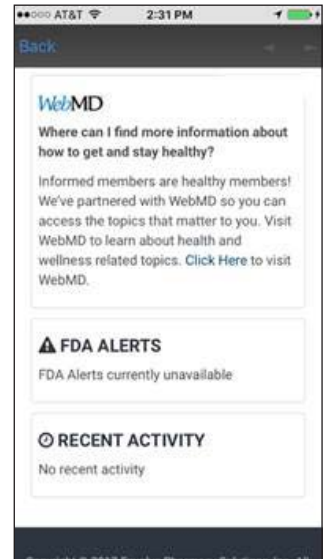 AT&T 2:31 PM
Back
WebMD
Where can I find more information about
how to get and stay healthy?
Informed members are healthy members!
We've partnered with WebMD so you can
access the topics that matter to you. Visit
WebMD to learn about health and
wellness related topics. Click Here to visit
WebMD.
FDA ALERTS
FDA Alerts currently unavailable
RECENT ACTIVITY
No recent activity